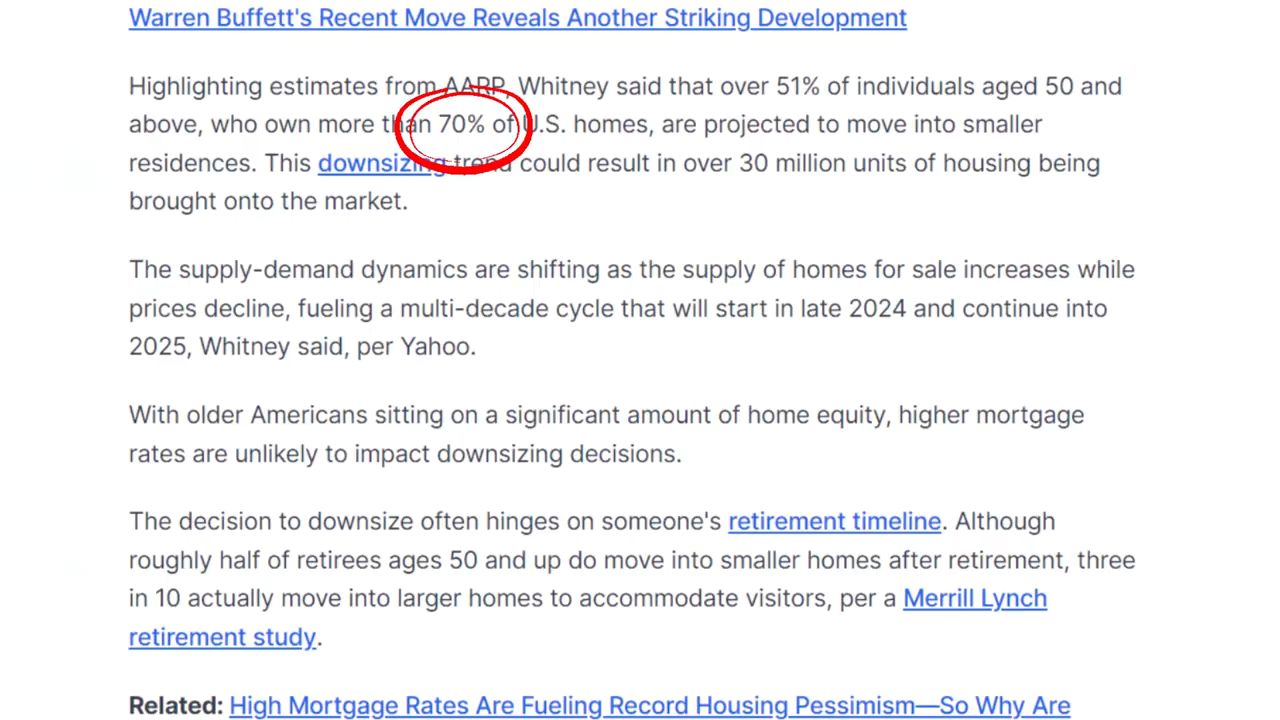 Warren Buffett's Recent Move Reveals Another Striking Development
Highlighting estimates from AARP, Whitney said that over 51% of individuals aged 50 and
above, who own more than 70% of U.S. homes, are projected to move into smaller
residences. This downsizing trend could result in over 30 million units of housing being
brought onto the market.
The supply-demand dynamics are shifting as the supply of homes for sale increases while
prices decline, fueling a multi-decade cycle that will start in late 2024 and continue into
2025, Whitney said, per Yahoo.
With older Americans sitting on a significant amount of home equity, higher mortgage
rates are unlikely to impact downsizing decisions.
The decision to downsize often hinges on someone's retirement timeline. Although
roughly half of retirees ages 50 and up do move into smaller homes after retirement, three
in 10 actually move into larger homes to accommodate visitors, per a Merrill Lynch
retirement study.
Related: High Mortgage Rates Are Fueling Record Housing Pessimism—So Why Are